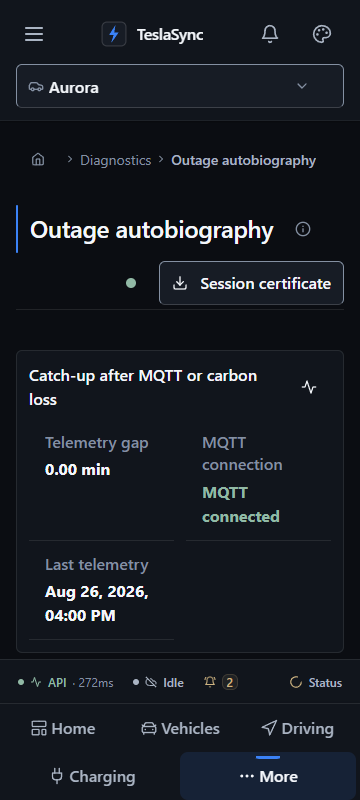 TeslaSync
Aurora
Diagnostics
Outage autobiography
Outage autobiography
Session certificate
Catch-up after MQTT or carbon
loss
Telemetry gap
0.00 min
MQTT
connection
MQTT
connected
Last telemetry
Aug 26, 2026,
04:00 PM
API · 272ms
Idle
2
Status
Home
Vehicles
Driving
Charging
More